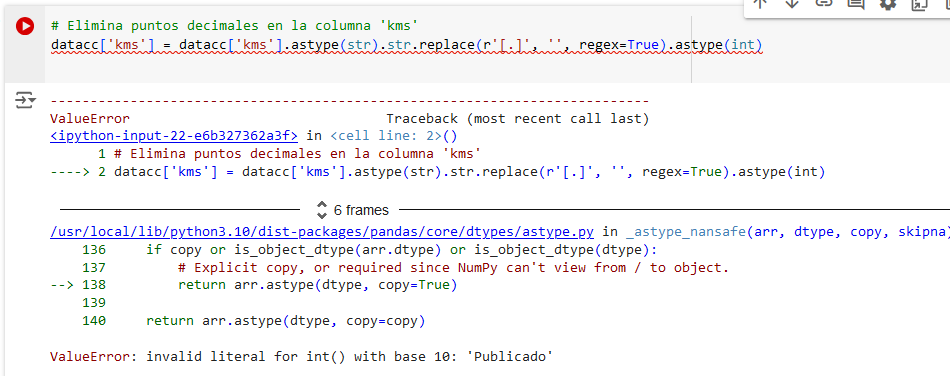 # Elimina puntos decimales en la columna 'kms'
datacc['kms'] = datacc['kms'].astype(str).str.replace(r'[.]', '', regex=True).astype(int)
---------------------------------------------------------------------------
ValueError                                Traceback (most recent call last)
<ipython-input-22-e6b327362a3f> in <cell line: 2>()
      1 # Elimina puntos decimales en la columna 'kms'
----> 2 datacc['kms'] = datacc['kms'].astype(str).str.replace(r'[.]', '', regex=True).astype(int)
6 frames
/usr/local/lib/python3.10/dist-packages/pandas/core/dtypes/astype.py in _astype_nansafe(arr, dtype, copy, skipna)
    136     if copy or is_object_dtype(arr.dtype) or is_object_dtype(dtype):
    137         # Explicit copy, or required since NumPy can't view from / to object.
--> 138         return arr.astype(dtype, copy=True)
    139
    140     return arr.astype(dtype, copy=copy)
ValueError: invalid literal for int() with base 10: 'Publicado'